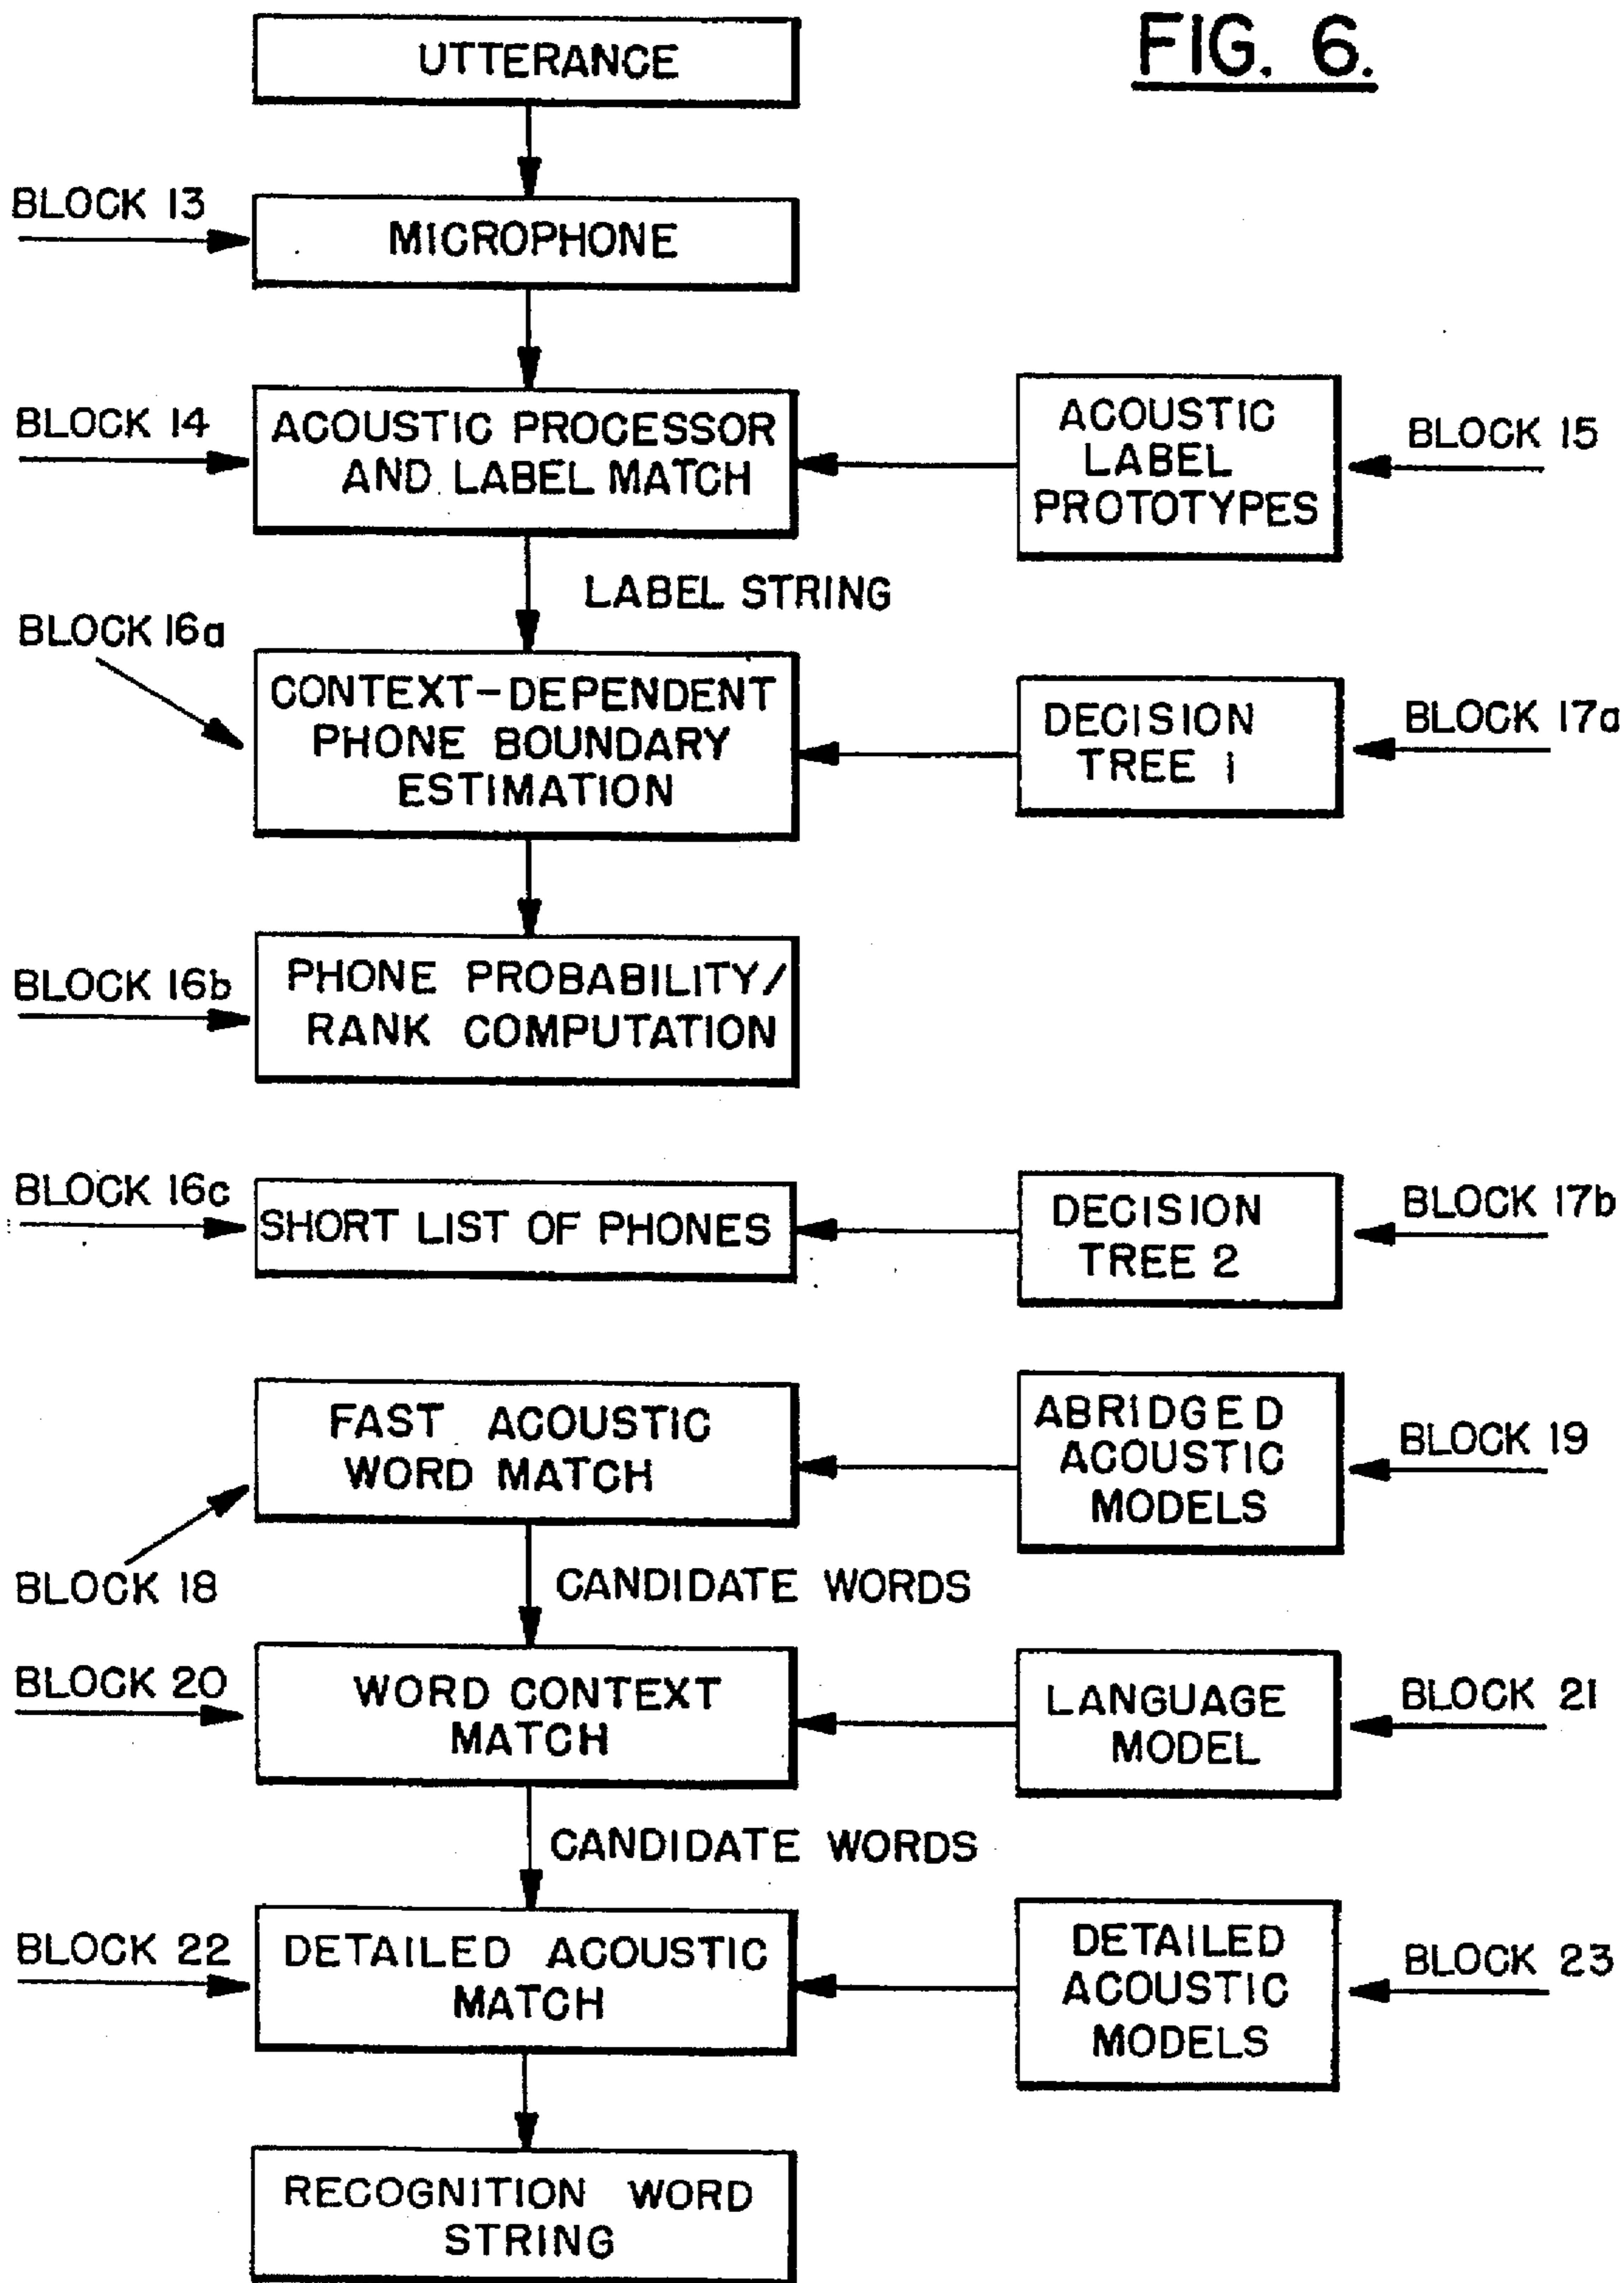 FIG. 6.
UTTERANCE
BLOCK 13
MICROPHONE
BLOCK 14
ACOUSTIC PROCESSOR
AND LABEL MATCH
ACOUSTIC
LABEL
PROTOTYPES
BLOCK 15
LABEL STRING
BLOCK 16a
CONTEXT-DEPENDENT
PHONE BOUNDARY
ESTIMATION
DECISION
TREE 1
BLOCK 17a
BLOCK 16b
PHONE PROBABILITY/
RANK COMPUTATION
BLOCK 16c
SHORT LIST OF PHONES
DECISION
TREE 2
BLOCK 17b
FAST ACOUSTIC
WORD MATCH
ABRIDGED
ACOUSTIC
MODELS
BLOCK 19
BLOCK 18
CANDIDATE WORDS
BLOCK 20
WORD CONTEXT
MATCH
LANGUAGE
MODEL
BLOCK 21
CANDIDATE WORDS
BLOCK 22
DETAILED ACOUSTIC
MATCH
DETAILED
ACOUSTIC
MODELS
BLOCK 23
RECOGNITION WORD
STRING